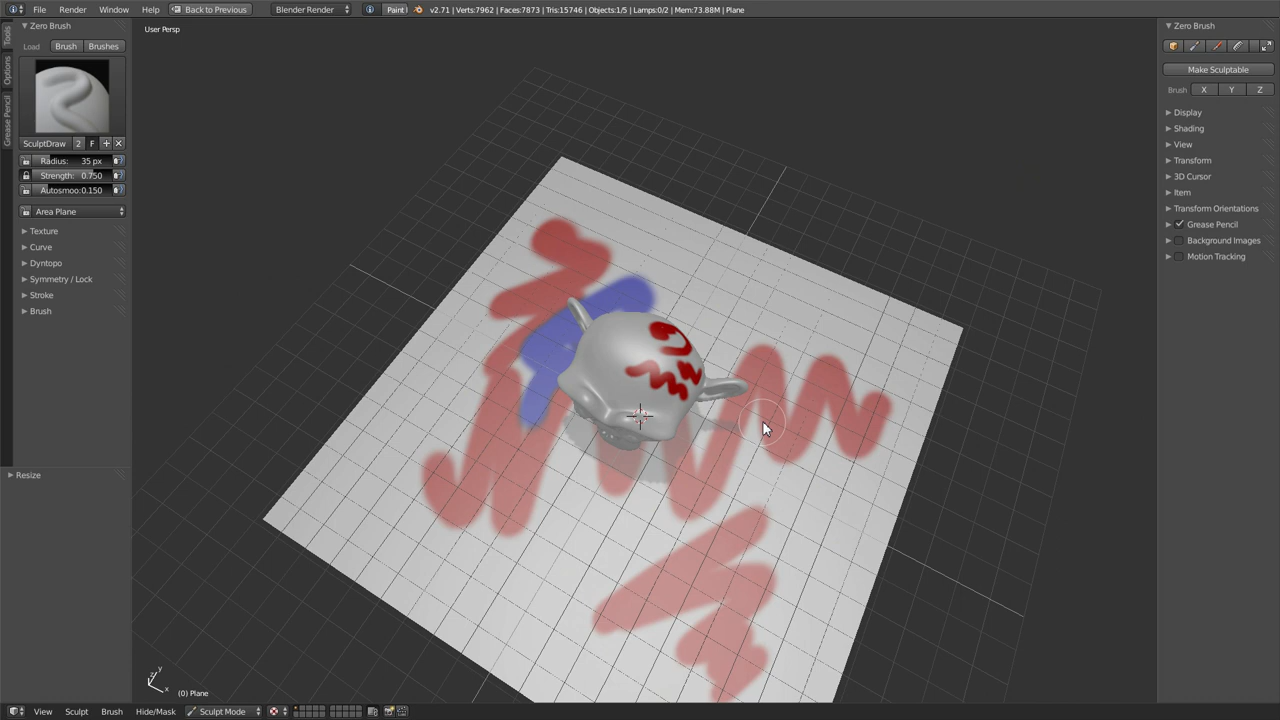 File Render Window Help Back to Previous Blender Render Paint v2.71 | Verts:7962 | Faces:7873 | Tris:15746 | Objects:1/5 | Lamps:0/2 | Mem:73.88M | Plane
Tools
Options
Grease Pencil
Zero Brush
Load Brush Brushes
SculptDraw 2 F
Radius: 35 px
Strength: 0.750
Autosmoo:0.150
Area Plane
Texture
Curve
Dyntopo
Symmetry / Lock
Stroke
Brush
Resize
User Persp
y
z
x
(0) Plane
Zero Brush
Make Sculptable
Brush X Y Z
Display
Shading
View
Transform
3D Cursor
Item
Transform Orientations
Grease Pencil
Background Images
Motion Tracking
View Sculpt Brush Hide/Mask Sculpt Mode